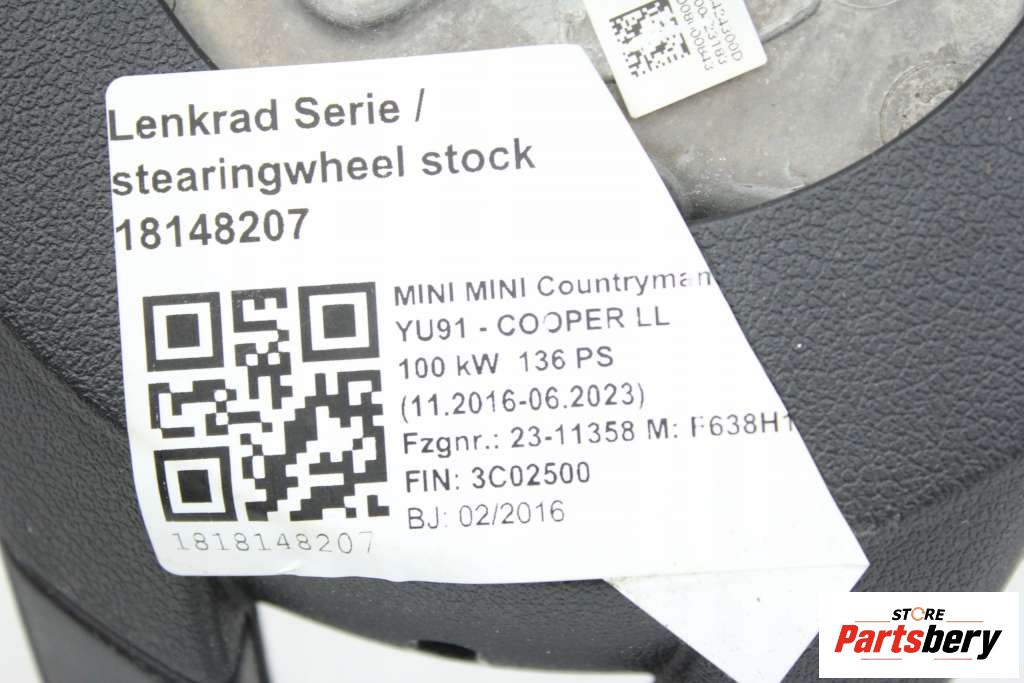 Lenkrad Serie /
stearingwheel stock
18148207
MINI MINI Countryman
YU91 - COOPER LL
100 kW 136 PS
(11.2016-06.2023)
Fzgnr.: 23-11358 M: F638H1
FIN: 3C02500
BJ: 02/2016
1818148207
STORE
Partsbery